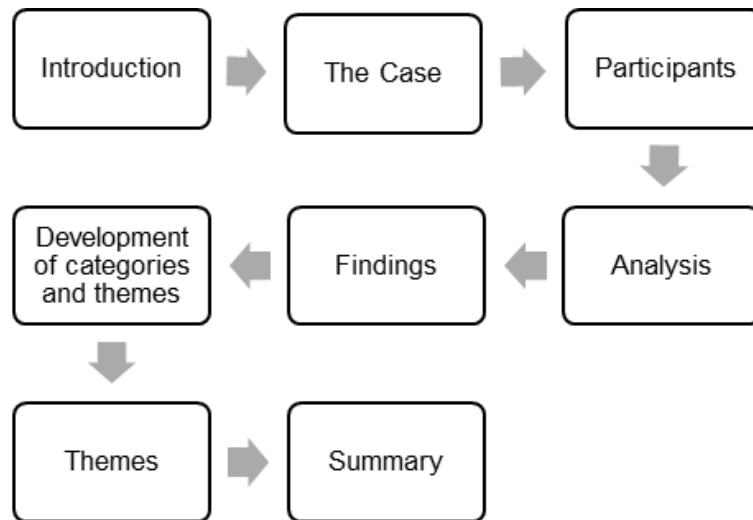 Introduction
The Case
Participants
Analysis
Findings
Development
of categories
and themes
Themes
Summary